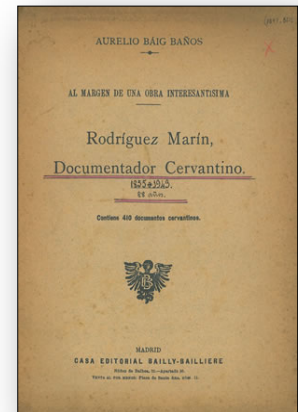 AURELIO BÁIG BAÑOS
AL MARGEN DE UNA OBRA INTERESANTISIMA
Rodríguez Marín,
Documentador Cervantino.
Contiene 410 documentos cervantinos.
MADRID
CASA EDITORIAL BAILLY-BAILLIERE